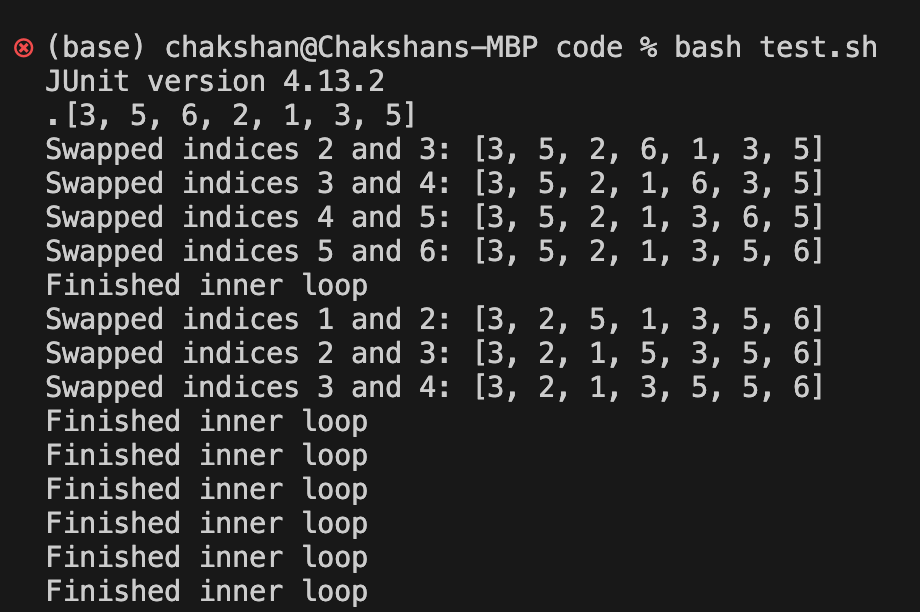 (base) chakshan@Chakshans-MBP code % bash test.sh
JUnit version 4.13.2
.[3, 5, 6, 2, 1, 3, 5]
Swapped indices 2 and 3: [3, 5, 2, 6, 1, 3, 5]
Swapped indices 3 and 4: [3, 5, 2, 1, 6, 3, 5]
Swapped indices 4 and 5: [3, 5, 2, 1, 3, 6, 5]
Swapped indices 5 and 6: [3, 5, 2, 1, 3, 5, 6]
Finished inner loop
Swapped indices 1 and 2: [3, 2, 5, 1, 3, 5, 6]
Swapped indices 2 and 3: [3, 2, 1, 5, 3, 5, 6]
Swapped indices 3 and 4: [3, 2, 1, 3, 5, 5, 6]
Finished inner loop
Finished inner loop
Finished inner loop
Finished inner loop
Finished inner loop
Finished inner loop